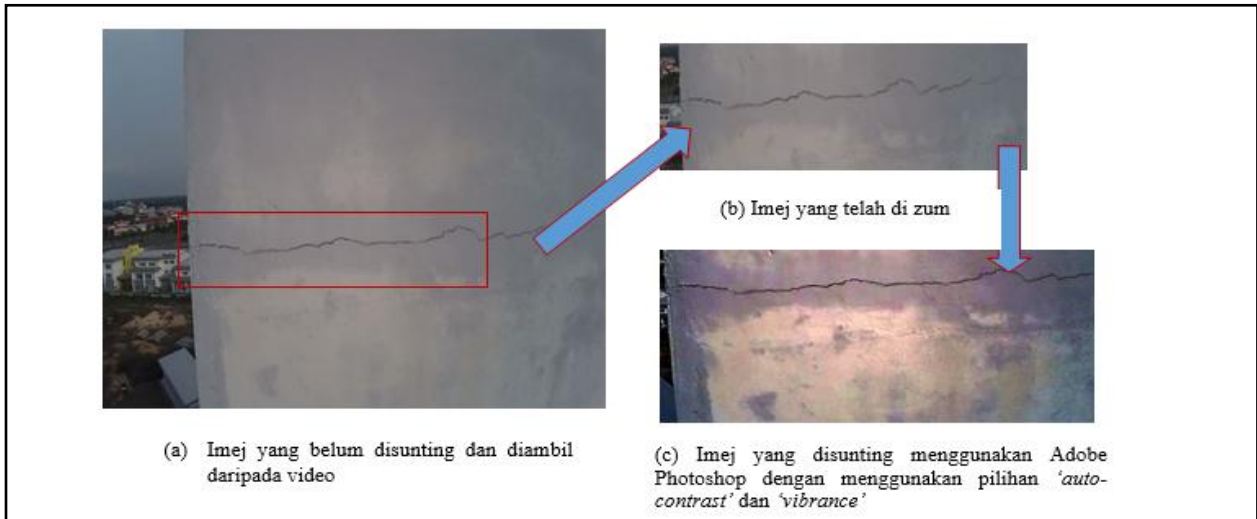 (b) Imej yang telah di zum
(a) Imej yang belum disunting dan diambil
daripada video
(c) Imej yang disunting menggunakan Adobe
Photoshop dengan menggunakan pilihan ‘auto-
contrast’ dan ‘vibrance’